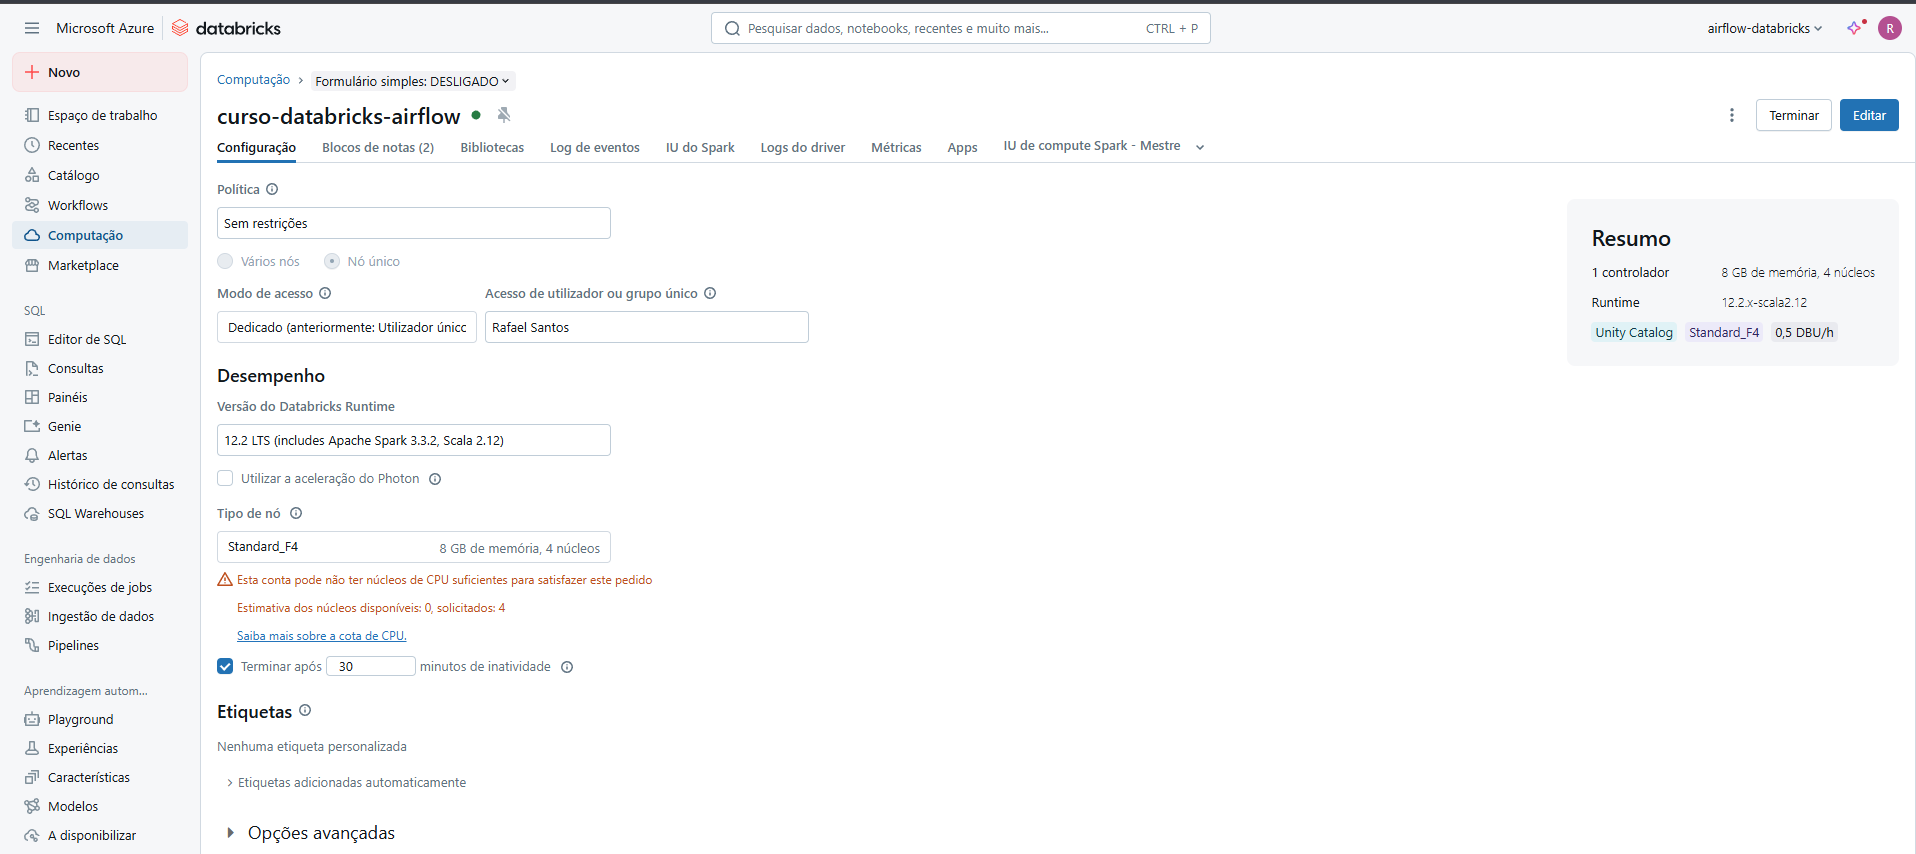 Microsoft Azure databricks
Pesquisar dados, notebooks, recentes e muito mais... CTRL + P
airflow-databricks
R
Novo
Espaço de trabalho
Recentes
Catálogo
Workflows
Computação
Marketplace
SQL
Editor de SQL
Consultas
Painéis
Genie
Alertas
Histórico de consultas
SQL Warehouses
Engenharia de dados
Execuções de jobs
Ingestão de dados
Pipelines
Aprendizagem autom...
Playground
Experiências
Características
Modelos
A disponibilizar
Computação › Formulário simples: DESLIGADO
curso-databricks-airflow
Terminar Editar
Configuração Blocos de notas (2) Bibliotecas Log de eventos IU do Spark Logs do driver Métricas Apps IU de compute Spark - Mestre
Política
Sem restrições
Vários nós Nó único
Modo de acesso Acesso de utilizador ou grupo único
Dedicado (anteriormente: Utilizador únicc Rafael Santos
Desempenho
Versão do Databricks Runtime
12.2 LTS (includes Apache Spark 3.3.2, Scala 2.12)
Utilizar a aceleração do Photon
Tipo de nó
Standard_F4 8 GB de memória, 4 núcleos
Esta conta pode não ter núcleos de CPU suficientes para satisfazer este pedido
Estimativa dos núcleos disponíveis: 0, solicitados: 4
Saiba mais sobre a cota de CPU.
Terminar após 30 minutos de inatividade
Etiquetas
Nenhuma etiqueta personalizada
Etiquetas adicionadas automaticamente
Opções avançadas
Resumo
1 controlador 8 GB de memória, 4 núcleos
Runtime 12.2.x-scala2.12
Unity Catalog Standard_F4 0,5 DBU/h